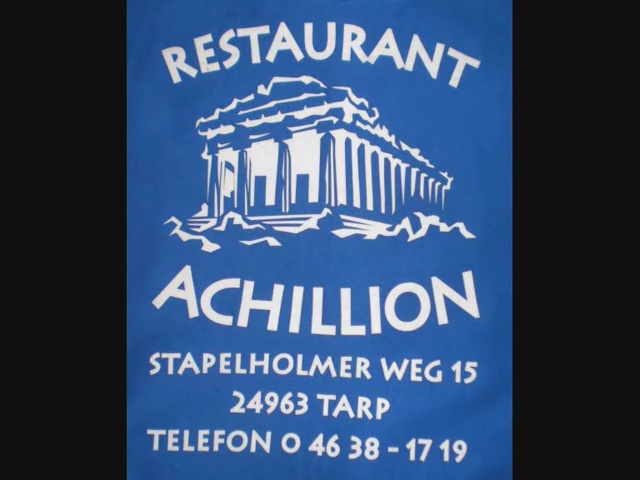 RESTAURANT
ACHILLION
STAPELHOLMER WEG 15
24963 TARP
TELEFON 0 46 38 - 17 19